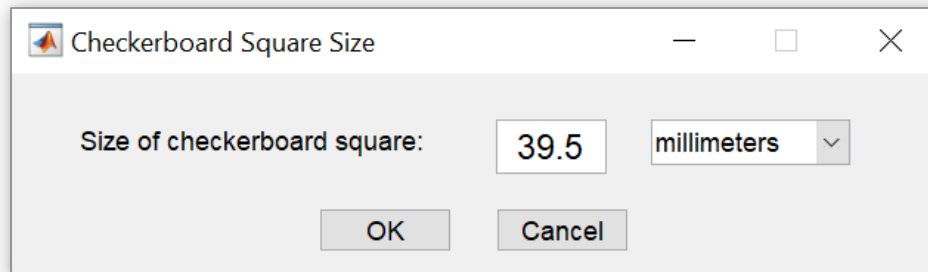 Checkerboard Square Size
Size of checkerboard square: 39.5 millimeters
OK Cancel